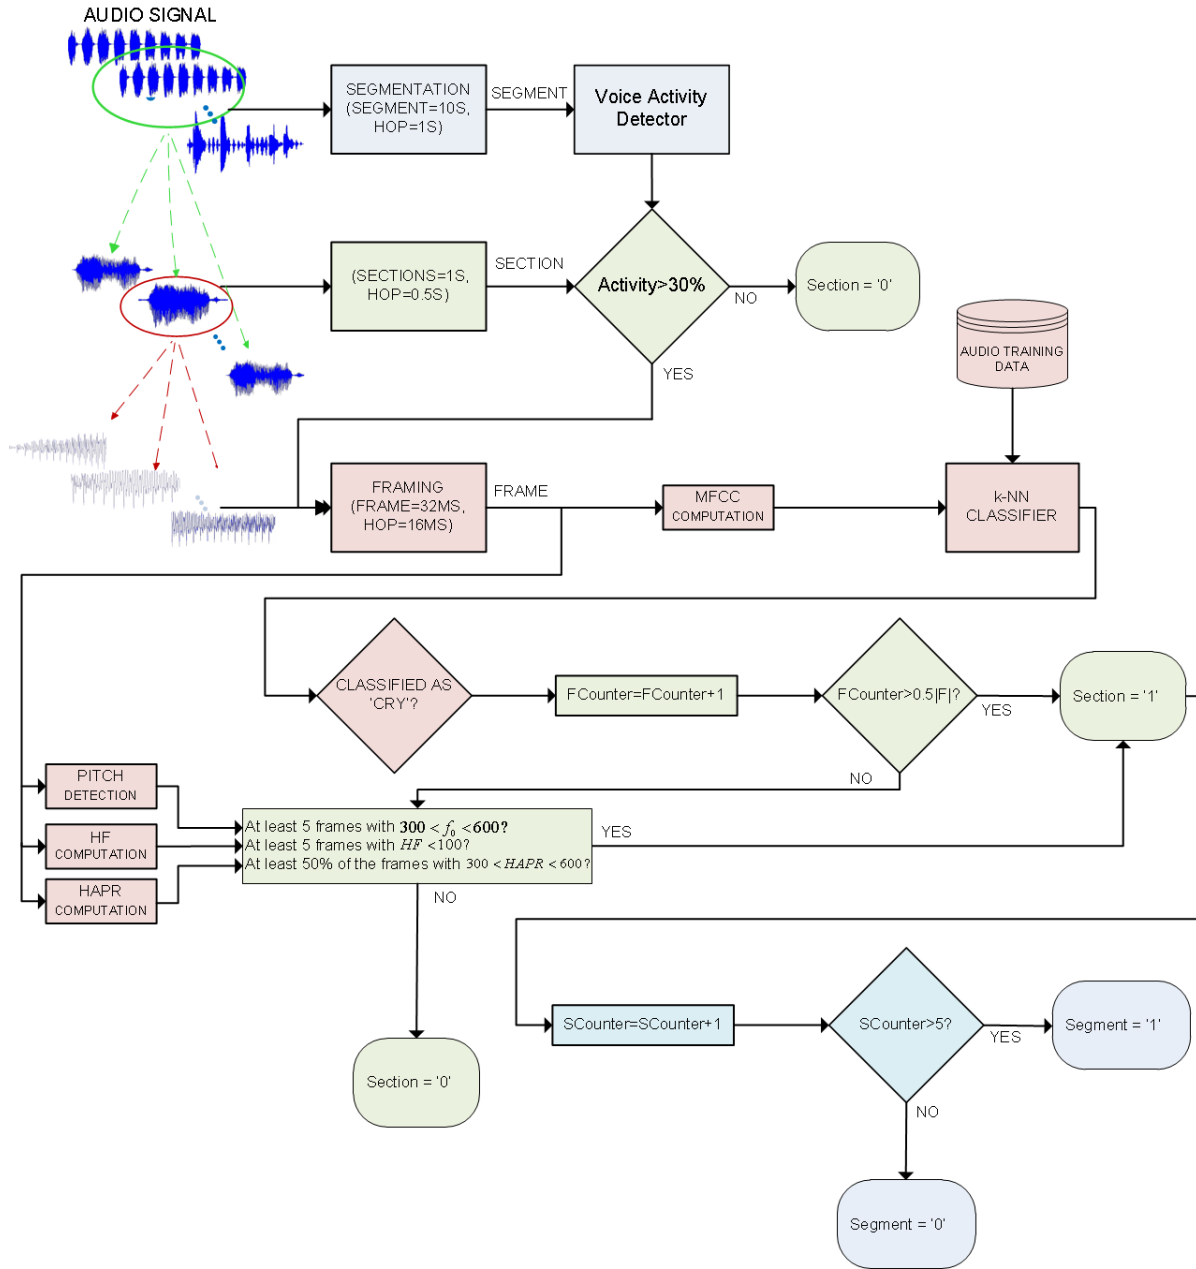 AUDIO SIGNAL
SEGMENTATION
(SEGMENT=10S,
HOP=1S)
SEGMENT
Voice Activity
Detector
(SECTIONS=1S,
HOP=0.5S)
SECTION
Activity>30%
NO
Section = '0'
YES
AUDIO TRAINING
DATA
FRAMING
(FRAME=32MS,
HOP=16MS)
FRAME
MFCC
COMPUTATION
k-NN
CLASSIFIER
CLASSIFIED AS
'CRY'?
FCounter=FCounter+1
FCounter>0.5|F|?
YES
Section = '1'
NO
PITCH
DETECTION
HF
COMPUTATION
HAPR
COMPUTATION
At least 5 frames with 300 < f₀ < 600?
At least 5 frames with HF <100?
At least 50% of the frames with 300 < HAPR < 600?
YES
NO
Section = '0'
SCounter=SCounter+1
SCounter>5?
YES
Segment = '1'
NO
Segment = '0'